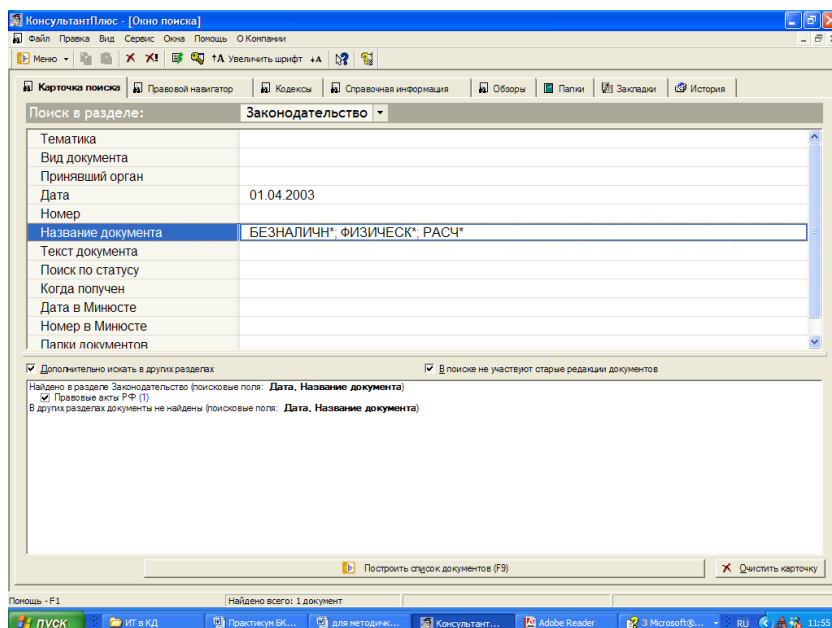 КонсультантПлюс - [Окно поиска]
Файл Правка Вид Сервис Окна Помощь О Компании
Меню Увеличить шрифт
Карточка поиска Правовой навигатор Кодексы Справочная информация Обзоры Папки Закладки История
Поиск в разделе: Законодательство
Тематика
Вид документа
Принявший орган
Дата 01.04.2003
Номер
Название документа БЕЗНАЛИЧН*; ФИЗИЧЕСК*; РАСЧ*
Текст документа
Поиск по статусу
Когда получен
Дата в Минюсте
Номер в Минюсте
Папки документов
Дополнительно искать в других разделах В поиске не участвуют старые редакции документов
Найдено в разделе Законодательство (поисковые поля: Дата, Название документа)
Правовые акты РФ (1)
В других разделах документы не найдены (поисковые поля: Дата, Название документа)
Построить список документов (F9) Очистить карточку
Помощь - F1 Найдено всего: 1 документ
пуск ИТ в КД Практикум БК... для методичк... Консультант... Adobe Reader 3 Microsoft®... RU 11:55